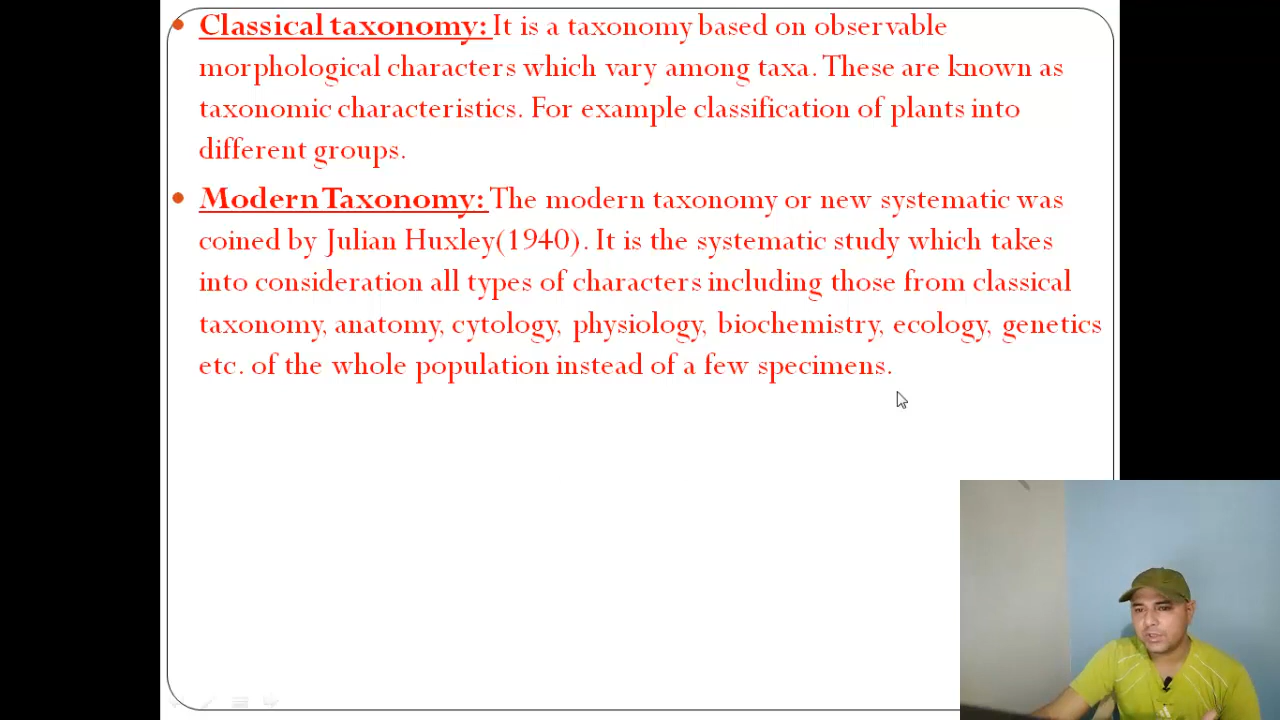 Classical taxonomy: It is a taxonomy based on observable
morphological characters which vary among taxa. These are known as
taxonomic characteristics. For example classification of plants into
different groups.
Modern Taxonomy: The modern taxonomy or new systematic was
coined by Julian Huxley(1940). It is the systematic study which takes
into consideration all types of characters including those from classical
taxonomy, anatomy, cytology, physiology, biochemistry, ecology, genetics
etc. of the whole population instead of a few specimens.